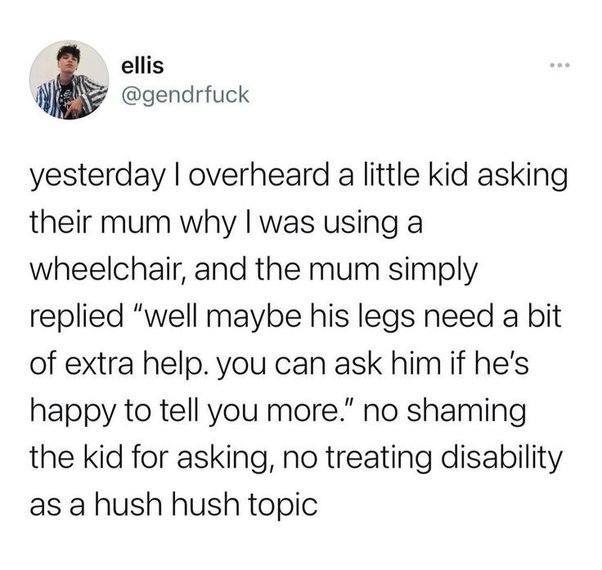 ellis
@gendrfuck
yesterday I overheard a little kid asking
their mum why I was using a
wheelchair, and the mum simply
replied “well maybe his legs need a bit
of extra help. you can ask him if he’s
happy to tell you more.” no shaming
the kid for asking, no treating disability
as a hush hush topic